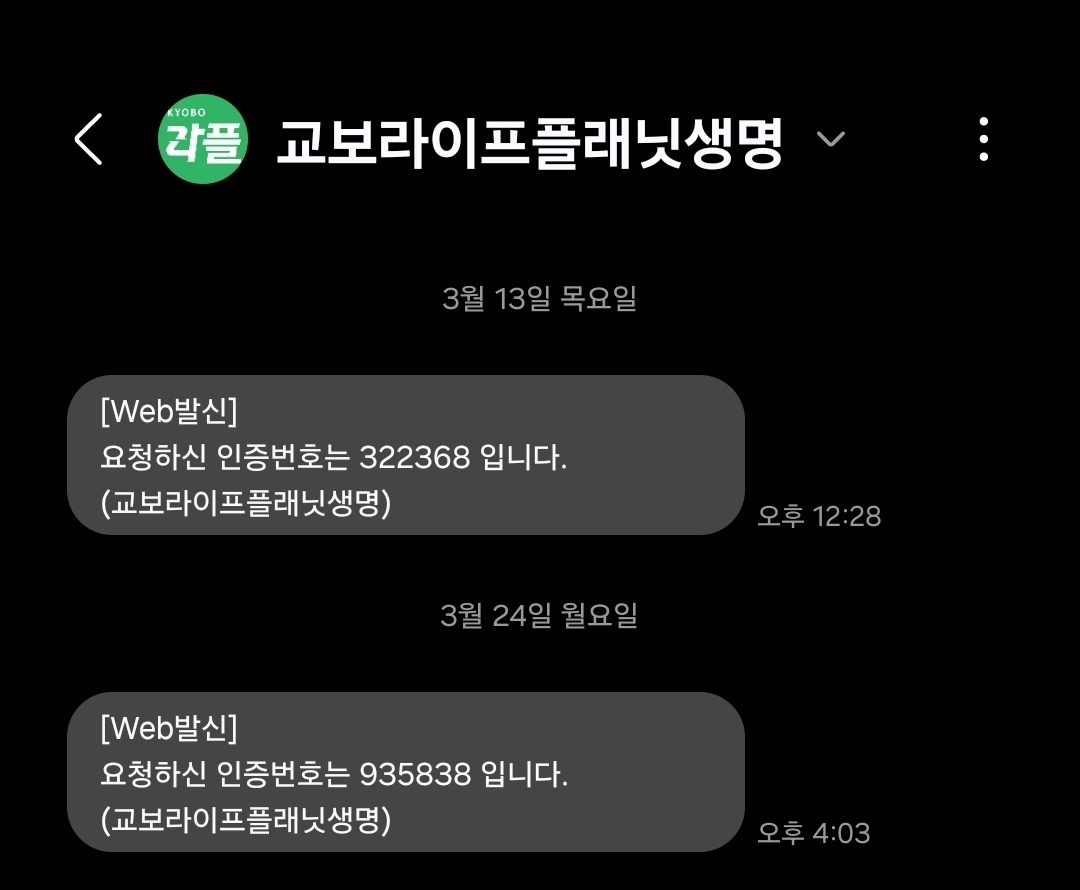 KYOBO
라플
교보라이프플래닛생명
3월 13일 목요일
[Web발신]
요청하신 인증번호는 322368 입니다.
(교보라이프플래닛생명)
오후 12:28
3월 24일 월요일
[Web발신]
요청하신 인증번호는 935838 입니다.
(교보라이프플래닛생명)
오후 4:03